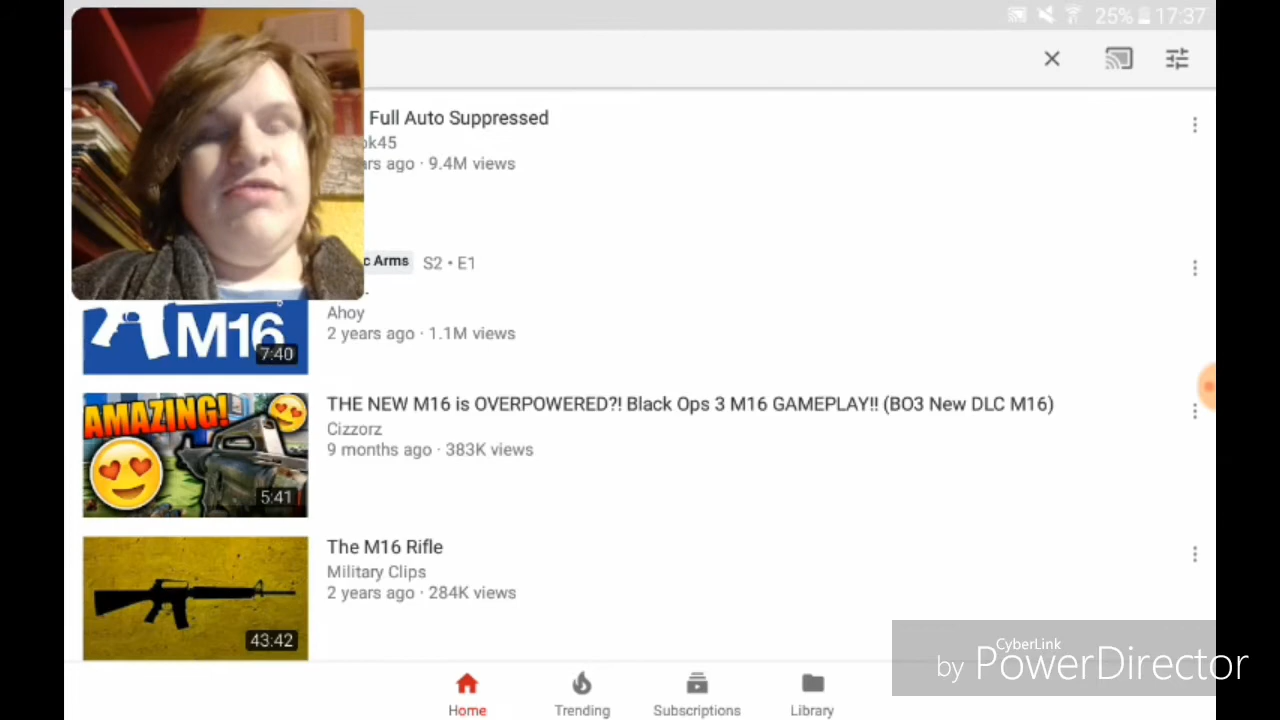 25% 17:37
Full Auto Suppressed
ok45
ars ago · 9.4M views
c Arms S2 • E1
Ahoy
2 years ago · 1.1M views
M16
7:40
THE NEW M16 is OVERPOWERED?! Black Ops 3 M16 GAMEPLAY!! (BO3 New DLC M16)
Cizzorz
9 months ago · 383K views
AMAZING!
5:41
The M16 Rifle
Military Clips
2 years ago · 284K views
43:42
CyberLink
by PowerDirector
Home Trending Subscriptions Library